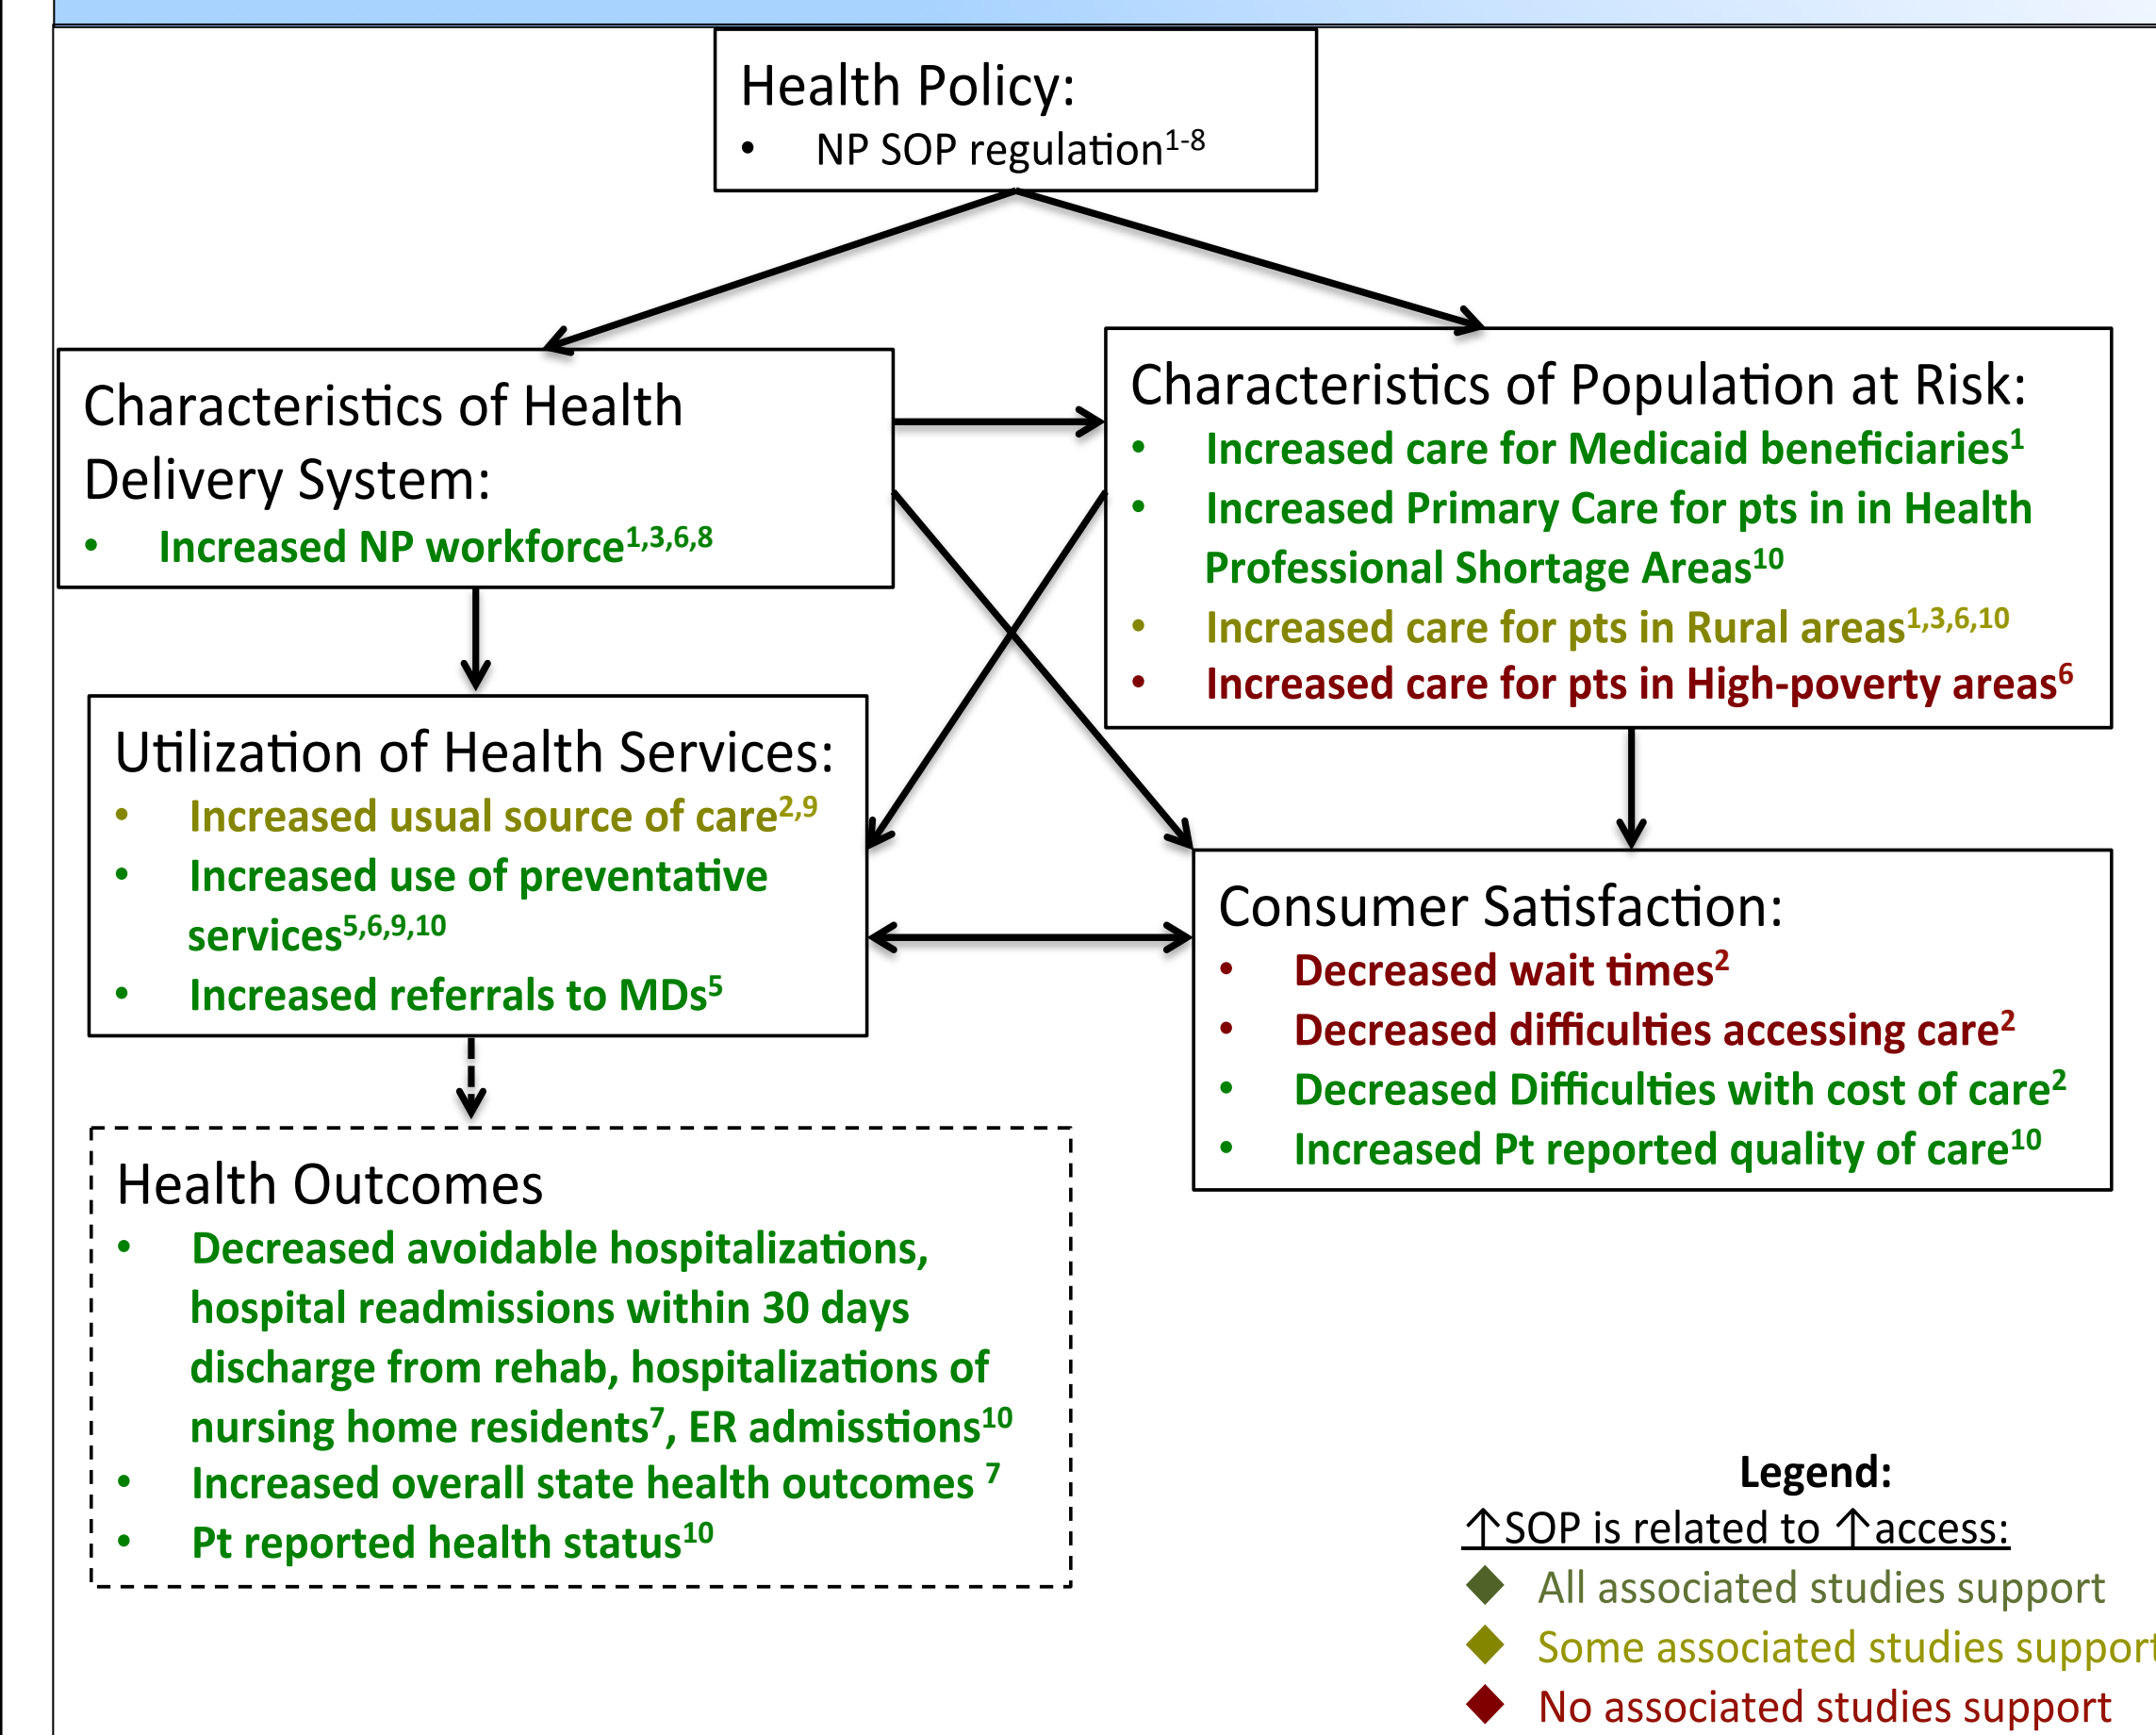 Health Policy:
• NP SOP regulation1-8
Characteristics of Health
Delivery System:
• Increased NP workforce1,3,6,8
Characteristics of Population at Risk:
• Increased care for Medicaid beneficiaries1
• Increased Primary Care for pts in in Health
Professional Shortage Areas10
• Increased care for pts in Rural areas1,3,6,10
• Increased care for pts in High-poverty areas6
Utilization of Health Services:
• Increased usual source of care2,9
• Increased use of preventative
services5,6,9,10
• Increased referrals to MDs5
Consumer Satisfaction:
• Decreased wait times2
• Decreased difficulties accessing care2
• Decreased Difficulties with cost of care2
• Increased Pt reported quality of care10
Health Outcomes
• Decreased avoidable hospitalizations,
hospital readmissions within 30 days
discharge from rehab, hospitalizations of
nursing home residents7, ER admisstions10
• Increased overall state health outcomes 7
• Pt reported health status10
Legend:
↑SOP is related to ↑access:
◆ All associated studies support
◆ Some associated studies support
◆ No associated studies support